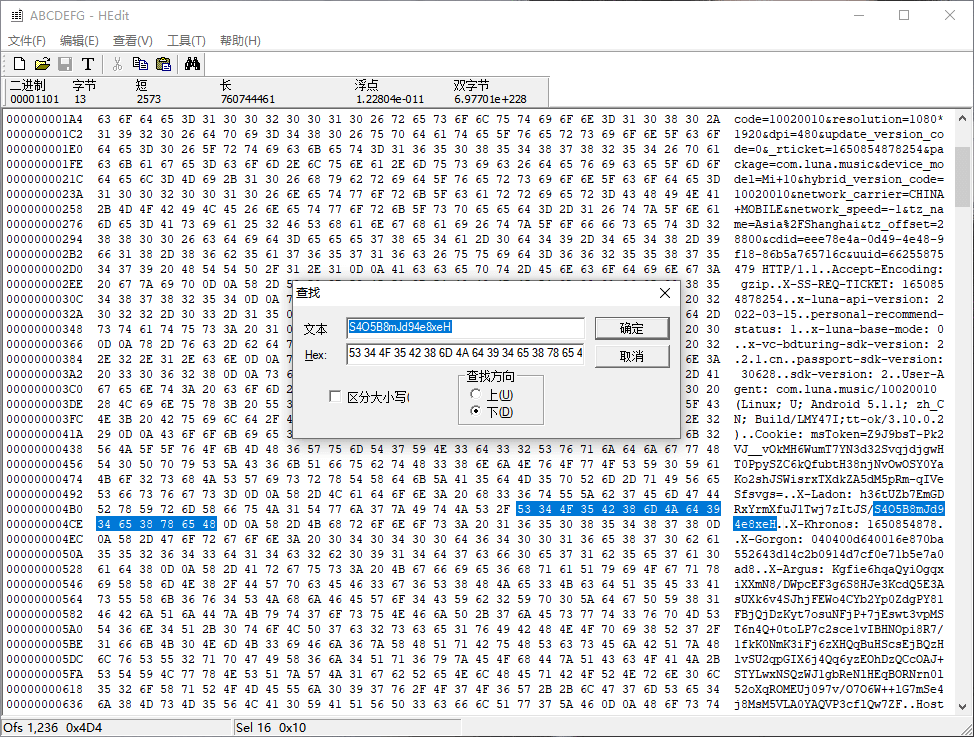 ABCDEFG - HEdit
文件(F) 编辑(E) 查看(V) 工具(T) 帮助(H)
二进制 字节 短 长 浮点 双字节
00001101 13 2573 760744461 1.22804e-011 6.97701e+228
000000001A4 63 6F 64 65 3D 31 30 30 32 30 30 31 30 26 72 65 73 6F 6C 75 74 69 6F 6E 3D 31 30 38 30 2A code=10020010&resolution=1080*
000000001C2 31 39 32 30 26 64 70 69 3D 34 38 30 26 75 70 64 61 74 65 5F 76 65 72 73 69 6F 6E 5F 63 6F 1920&dpi=480&update_version_co
000000001E0 64 65 3D 30 26 5F 72 74 69 63 6B 65 74 3D 31 36 35 30 38 35 34 38 37 38 32 35 34 26 70 61 de=0&_rticket=1650854878254&pa
000000001FE 63 6B 61 67 65 3D 63 6F 6D 2E 6C 75 6E 61 2E 6D 75 73 69 63 26 64 65 76 69 63 65 5F 6D 6F ckage=com.luna.music&device_mo
0000000021C 64 65 6C 3D 4D 69 2B 31 30 26 68 79 62 72 69 64 5F 76 65 72 73 69 6F 6E 5F 63 6F 64 65 3D del=Mi+10&hybrid_version_code=
0000000023A 31 30 30 32 30 30 31 30 26 6E 65 74 77 6F 72 6B 5F 63 61 72 72 69 65 72 3D 43 48 49 4E 41 10020010&network_carrier=CHINA
00000000258 2B 4D 4F 42 49 4C 45 26 6E 65 74 77 6F 72 6B 5F 73 70 65 65 64 3D 2D 31 26 74 7A 5F 6E 61 +MOBILE&network_speed=-1&tz_na
00000000276 6D 65 3D 41 73 69 61 25 32 46 53 68 61 6E 67 68 61 69 26 74 7A 5F 6F 66 66 73 65 74 3D 32 me=Asia%2FShanghai&tz_offset=2
00000000294 38 38 30 30 26 63 64 69 64 3D 65 65 65 37 38 65 34 61 2D 30 64 34 39 2D 34 65 34 38 2D 39 8800&cdid=eee78e4a-0d49-4e48-9
000000002B2 66 31 38 2D 38 36 62 35 61 37 36 35 37 31 36 63 26 75 75 69 64 3D 36 36 32 35 35 38 37 35 f18-86b5a765716c&uuid=66255875
000000002D0 34 37 39 20 48 54 54 50 2F 31 2E 31 0D 0A 41 63 63 65 70 74 2D 45 6E 63 6F 64 69 6E 67 3A 479 HTTP/1.1..Accept-Encoding:
000000002EE 20 67 7A 69 70 0D 0A 58 2D 5 38 35 gzip..X-SS-REQ-TICKET: 165085
0000000030C 34 38 37 38 32 35 34 0D 0A 7 4878254..x-luna-api-version: 2
0000000032A 30 32 32 2D 30 33 2D 31 35 0 022-03-15..personal-recommend-
00000000348 73 74 61 74 75 73 3A 20 31 0 status: 1..x-luna-base-mode: 0
00000000366 0D 0A 78 2D 76 63 2D 62 64 7 ..x-vc-bdturing-sdk-version: 2
00000000384 2E 32 2E 31 2E 63 6E 0D 0A 7 .2.1.cn..passport-sdk-version:
000000003A2 20 33 30 36 32 38 0D 0A 73 6 30628..sdk-version: 2..User-A
000000003C0 67 65 6E 74 3A 20 63 6F 6D 2 gent: com.luna.music/10020010
000000003DE 28 4C 69 6E 75 78 3B 20 55 3 5F 43 (Linux; U; Android 5.1.1; zh_C
000000003FC 4E 3B 20 42 75 69 6C 64 2F 4 2E 32 N; Build/LMY47I;tt-ok/3.10.0.2
0000000041A 29 0D 0A 43 6F 6F 6B 69 65 3 6B 32 )..Cookie: msToken=Z9J9bsT-Pk2
00000000438 56 4A 5F 5F 76 4F 6B 4D 48 36 57 75 6D 54 37 59 4E 33 64 33 32 53 76 71 6A 64 6A 67 77 48 VJ__vOkMH6WumT7YN3d32SvqjdjgwH
00000000456 54 30 50 70 79 53 5A 43 36 6B 51 66 75 62 74 48 33 38 6E 6A 4E 76 4F 77 4F 53 59 30 59 61 T0PpySZC6kQfubtH38njNvOwOSY0Ya
00000000474 4B 6F 32 73 68 4A 53 57 69 73 72 78 54 58 64 6B 5A 41 35 64 4D 35 70 52 6D 2D 71 49 56 65 Ko2shJSWisrxTXdkZA5dM5pRm-qIVe
00000000492 53 66 73 76 67 73 3D 0D 0A 58 2D 4C 61 64 6F 6E 3A 20 68 33 36 74 55 5A 62 37 45 6D 47 44 Sfsvgs=..X-Ladon: h36tUZb7EmGD
000000004B0 52 78 59 72 6D 58 66 75 4A 31 54 77 6A 37 7A 49 74 4A 53 2F 53 34 4F 35 42 38 6D 4A 64 39 RxYrmXfuJ1Twj7zItJS/S4O5B8mJd9
000000004CE 34 65 38 78 65 48 0D 0A 58 2D 4B 68 72 6F 6E 6F 73 3A 20 31 36 35 30 38 35 34 38 37 38 0D 4e8xeH..X-Khronos: 1650854878.
000000004EC 0A 58 2D 47 6F 72 67 6F 6E 3A 20 30 34 30 34 30 30 64 36 34 30 30 31 36 65 38 37 30 62 61 .X-Gorgon: 040400d640016e870ba
0000000050A 35 35 32 36 34 33 64 31 34 63 32 62 30 39 31 34 64 37 63 66 30 65 37 31 62 35 65 37 61 30 552643d14c2b0914d7cf0e71b5e7a0
00000000528 61 64 38 0D 0A 58 2D 41 72 67 75 73 3A 20 4B 67 66 69 65 36 68 71 61 51 79 69 4F 67 71 78 ad8..X-Argus: Kgfie6hqaQyiOgqx
00000000546 69 58 58 6D 4E 38 2F 44 57 70 63 45 46 33 67 36 53 38 48 4A 65 33 4B 63 64 51 35 45 33 41 iXXmN8/DWpcEF3g6S8HJe3KcdQ5E3A
00000000564 73 55 58 6B 36 76 34 53 4A 68 6A 46 45 57 6F 34 43 59 62 32 59 70 30 5A 64 67 50 59 38 31 sUXk6v4SJhjFEWo4CYb2Yp0ZdgPY81
00000000582 46 42 6A 51 6A 44 7A 4B 79 74 37 6F 73 75 4E 46 6A 50 2B 37 6A 45 73 77 74 33 76 70 4D 53 FBjQjDzKyt7osuNFjP+7jEswt3vpMS
000000005A0 54 36 6E 34 51 2B 30 74 6F 4C 50 37 63 32 73 63 65 31 76 49 42 48 4E 4F 70 69 38 52 37 2F T6n4Q+0toLP7c2sce1vIBHNOpi8R7/
000000005BE 31 66 6B 4B 30 4E 6D 4B 33 69 46 6A 36 7A 58 48 51 71 42 75 48 53 63 73 45 6A 42 51 7A 48 1fkK0NmK3iFj6zXHQqBuHScsEjBQzH
000000005DC 6C 76 53 55 32 71 70 47 49 58 36 6A 34 51 71 36 79 7A 45 4F 68 44 7A 51 43 63 4F 41 4A 2B lvSU2qpGIX6j4Qq6yzEOhDzQCcOAJ+
000000005FA 53 54 59 4C 77 78 4E 53 51 7A 57 4A 31 67 62 52 65 4E 6C 48 45 71 42 4F 52 4E 72 6E 30 6C STYLwxNSQzWJ1gbReNlHEqBORNrn0l
00000000618 35 32 6F 58 71 52 4F 4D 45 55 6A 30 39 37 76 2F 4F 37 4F 36 57 2B 2B 6C 47 37 6D 53 65 34 52oXqROMEUj097v/O7O6W++lG7mSe4
00000000636 6A 38 4D 73 4D 35 56 4C 41 30 59 41 51 56 50 33 63 66 6C 51 77 37 5A 46 0D 0A 48 6F 73 74 j8MsM5VLA0YAQVP3cflQw7ZF..Host
查找
文本 S4O5B8mJd94e8xeH 确定
Hex: 53 34 4F 35 42 38 6D 4A 64 39 34 65 38 78 65 4 取消
区分大小写(
查找方向
上(U)
下(D)
Ofs 1,236 0x4D4 Sel 16 0x10